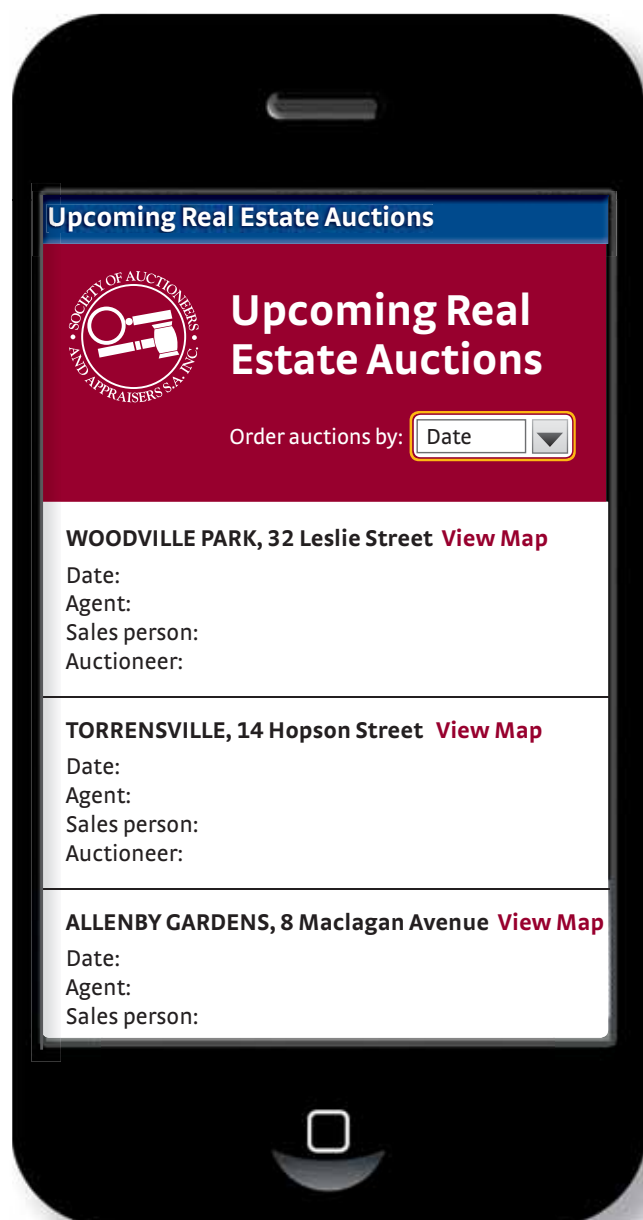 Upcoming Real Estate Auctions
SOCIETY OF AUCTIONEERS
AND APPRAISERS S.A. INC.
Upcoming Real
Estate Auctions
Order auctions by: Date
WOODVILLE PARK, 32 Leslie Street View Map
Date:
Agent:
Sales person:
Auctioneer:
TORRENSVILLE, 14 Hopson Street View Map
Date:
Agent:
Sales person:
Auctioneer:
ALLENBY GARDENS, 8 Maclagan Avenue View Map
Date:
Agent:
Sales person: